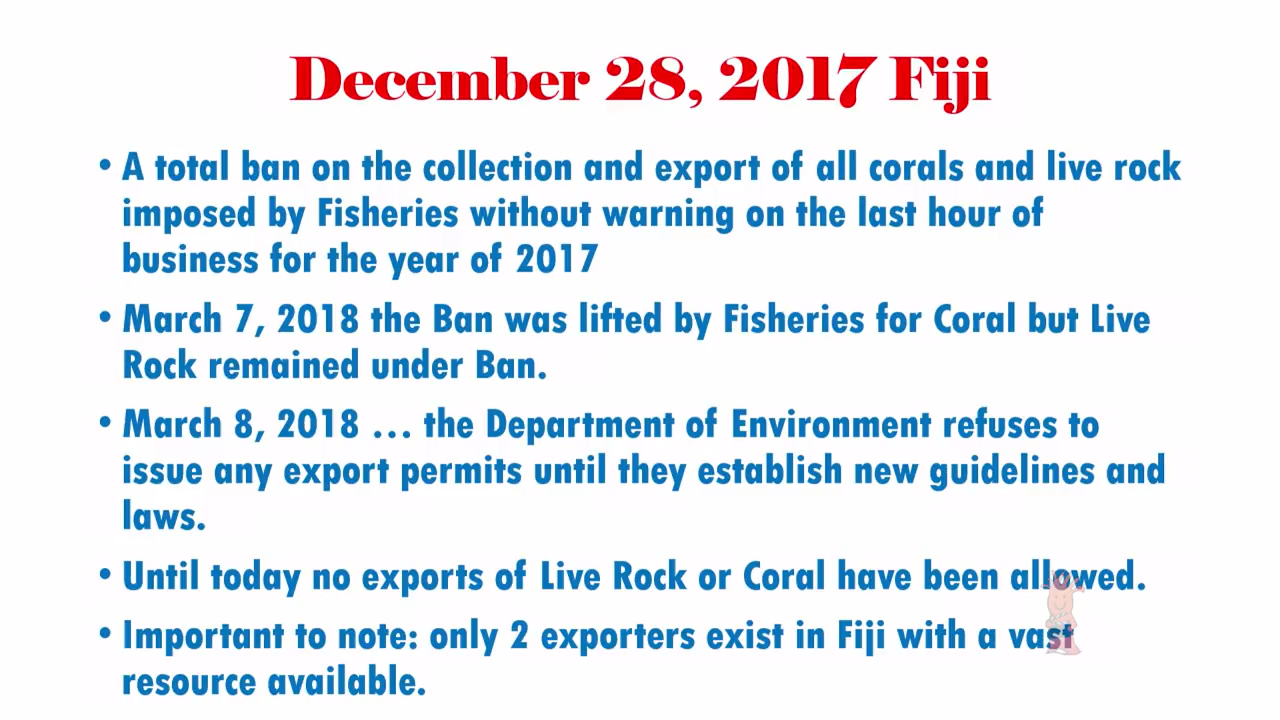 December 28, 2017 Fiji
• A total ban on the collection and export of all corals and live rock
imposed by Fisheries without warning on the last hour of
business for the year of 2017
• March 7, 2018 the Ban was lifted by Fisheries for Coral but Live
Rock remained under Ban.
• March 8, 2018 … the Department of Environment refuses to
issue any export permits until they establish new guidelines and
laws.
• Until today no exports of Live Rock or Coral have been allowed.
• Important to note: only 2 exporters exist in Fiji with a vast
resource available.